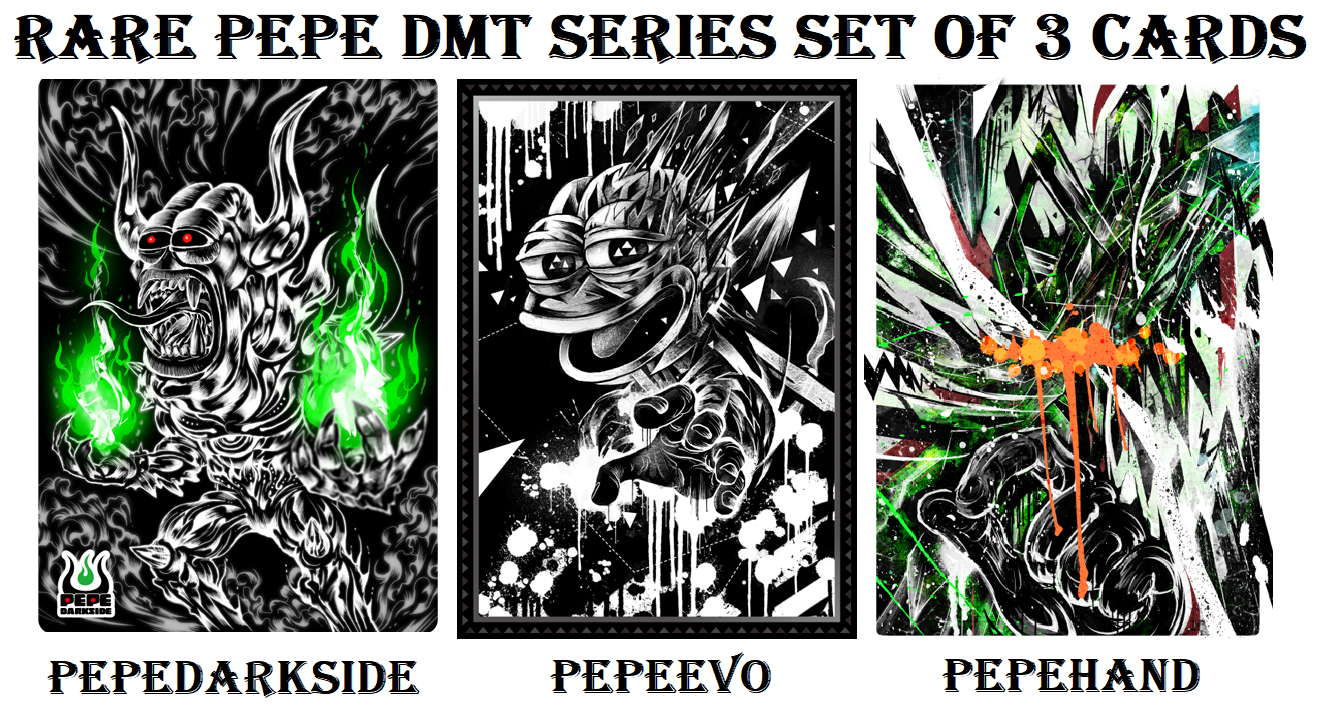 RARE PEPE DMT SERIES SET OF 3 CARDS
PEPE
DARKSIDE
PEPEDARKSIDE
PEPEEVO
PEPEHAND